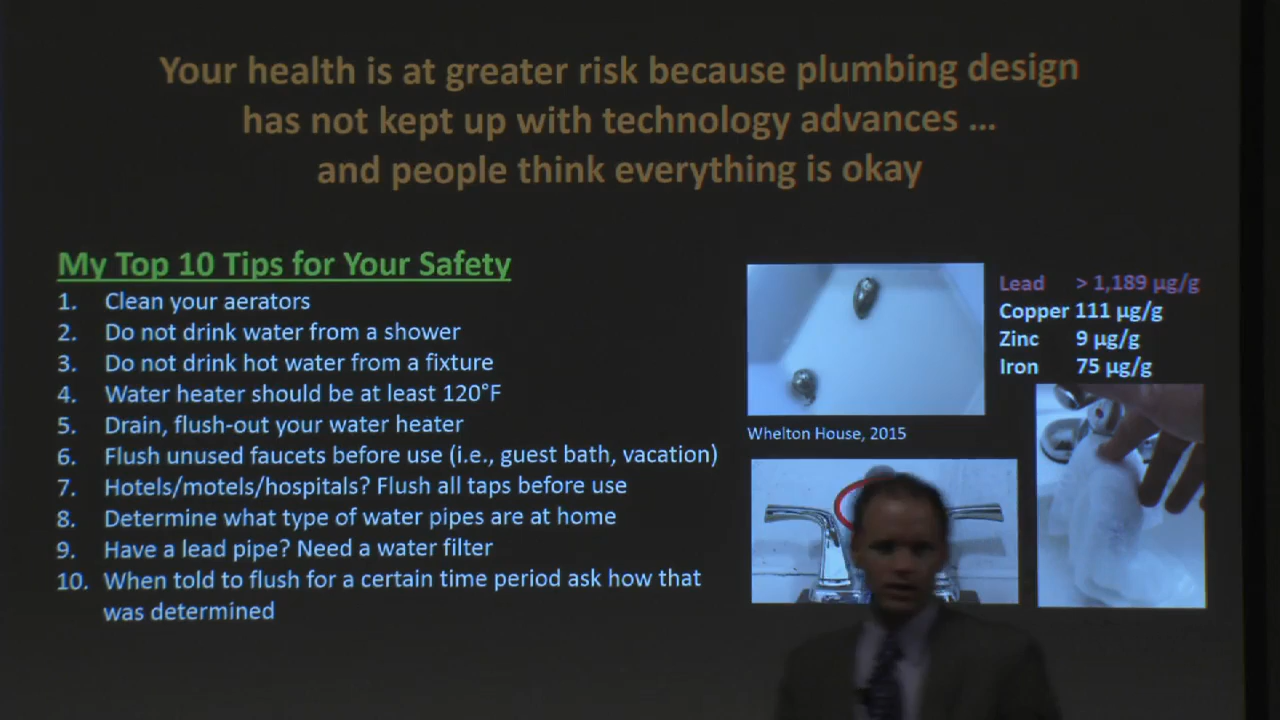 Your health is at greater risk because plumbing design
has not kept up with technology advances ...
and people think everything is okay
My Top 10 Tips for Your Safety
1. Clean your aerators
2. Do not drink water from a shower
3. Do not drink hot water from a fixture
4. Water heater should be at least 120°F
5. Drain, flush-out your water heater
6. Flush unused faucets before use (i.e., guest bath, vacation)
7. Hotels/motels/hospitals? Flush all taps before use
8. Determine what type of water pipes are at home
9. Have a lead pipe? Need a water filter
10. When told to flush for a certain time period ask how that
was determined
Lead > 1,189 µg/g
Copper 111 µg/g
Zinc 9 µg/g
Iron 75 µg/g
Whelton House, 2015